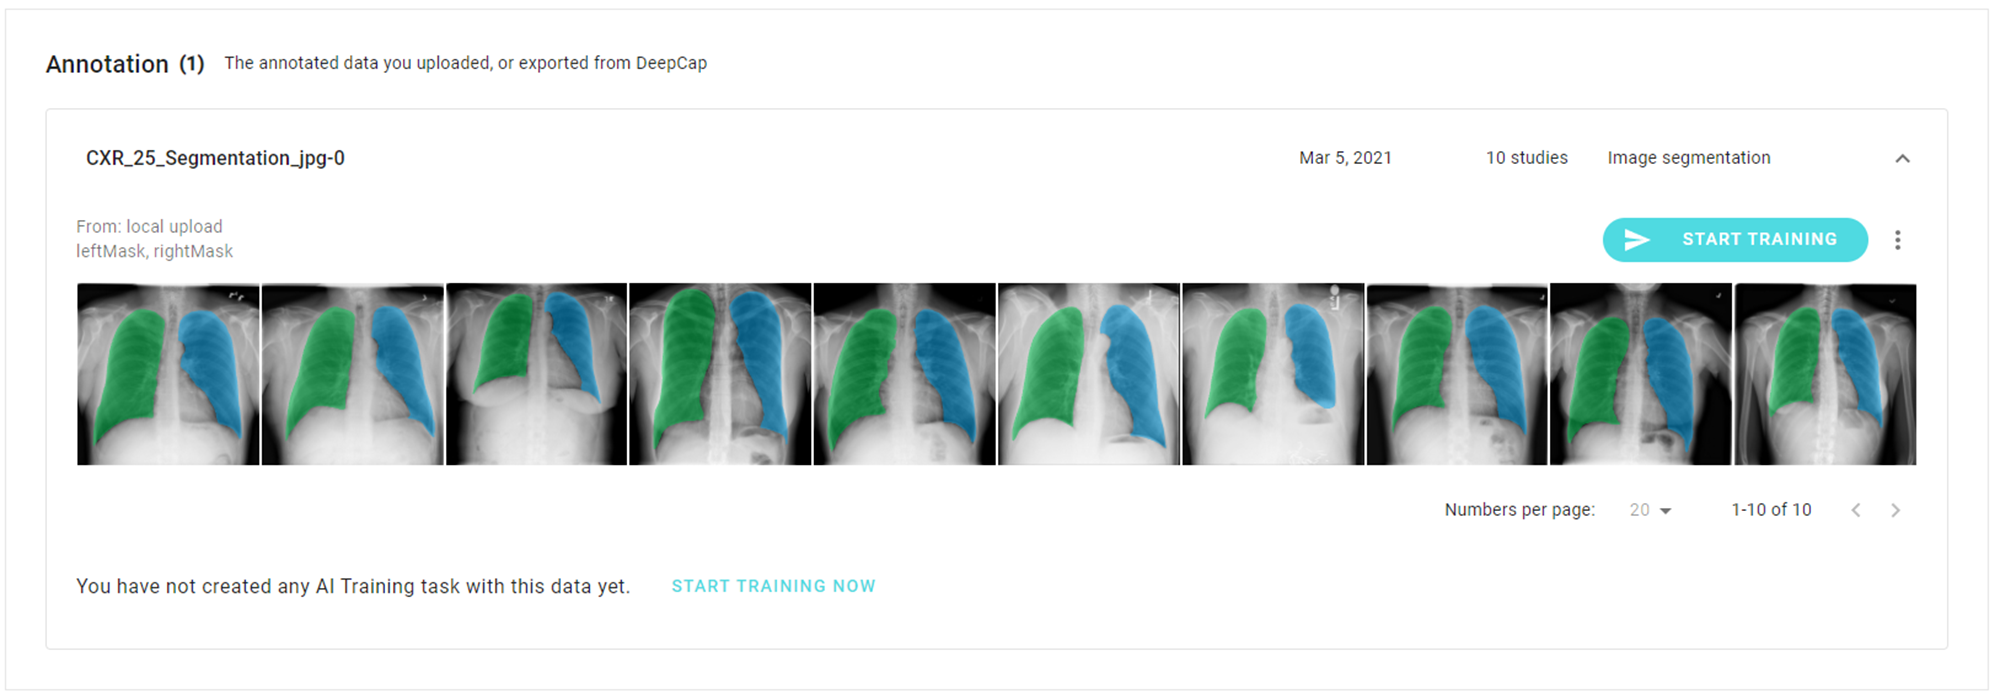 Annotation (1) The annotated data you uploaded, or exported from DeepCap
CXR_25_Segmentation_jpg-0 Mar 5, 2021 10 studies Image segmentation
From: local upload
START TRAINING
leftMask, rightMask
Numbers per page: 20 1-10 of 10
You have not created any AI Training task with this data yet. START TRAINING NOW